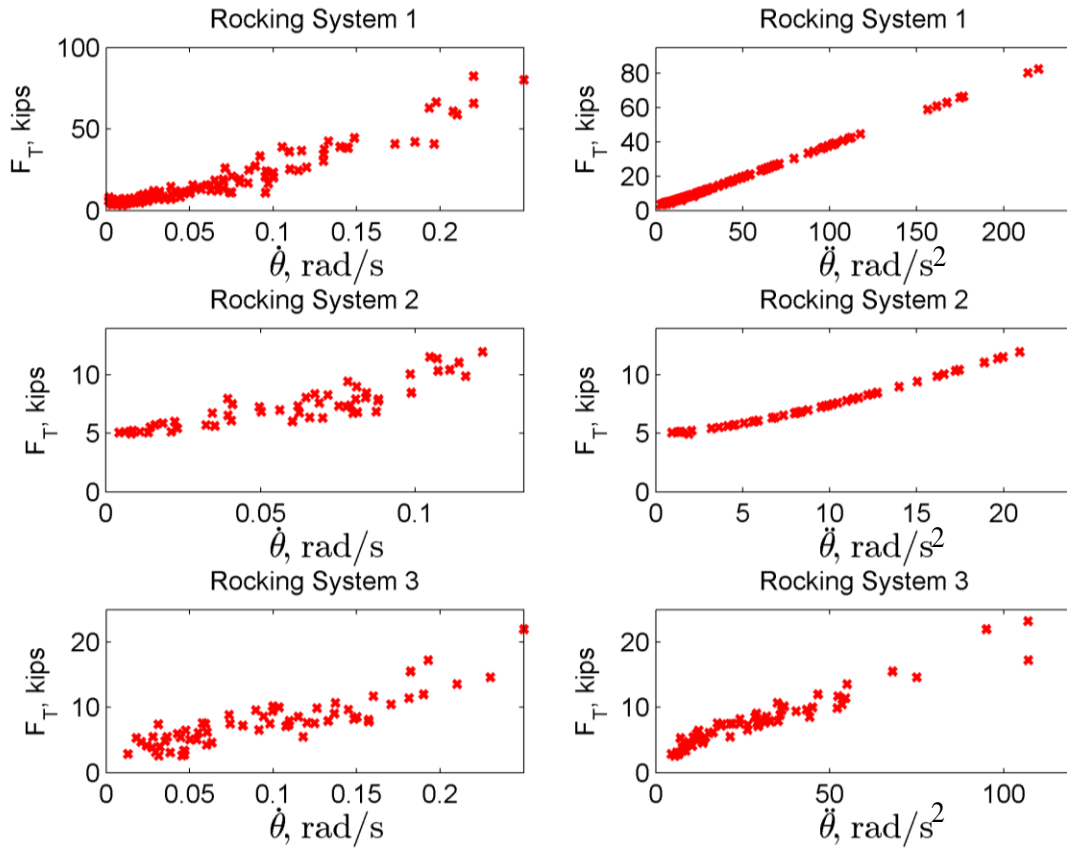 Rocking System 1
100
50
0
F_T, kips
0 0.05 0.1 0.15 0.2
θ̇, rad/s
Rocking System 1
80
60
40
20
0
F_T, kips
0 50 100 150 200
θ̈, rad/s²
Rocking System 2
10
5
0
F_T, kips
0 0.05 0.1
θ̇, rad/s
Rocking System 2
10
5
0
F_T, kips
0 5 10 15 20
θ̈, rad/s²
Rocking System 3
20
10
0
F_T, kips
0 0.05 0.1 0.15 0.2
θ̇, rad/s
Rocking System 3
20
10
0
F_T, kips
0 50 100
θ̈, rad/s²